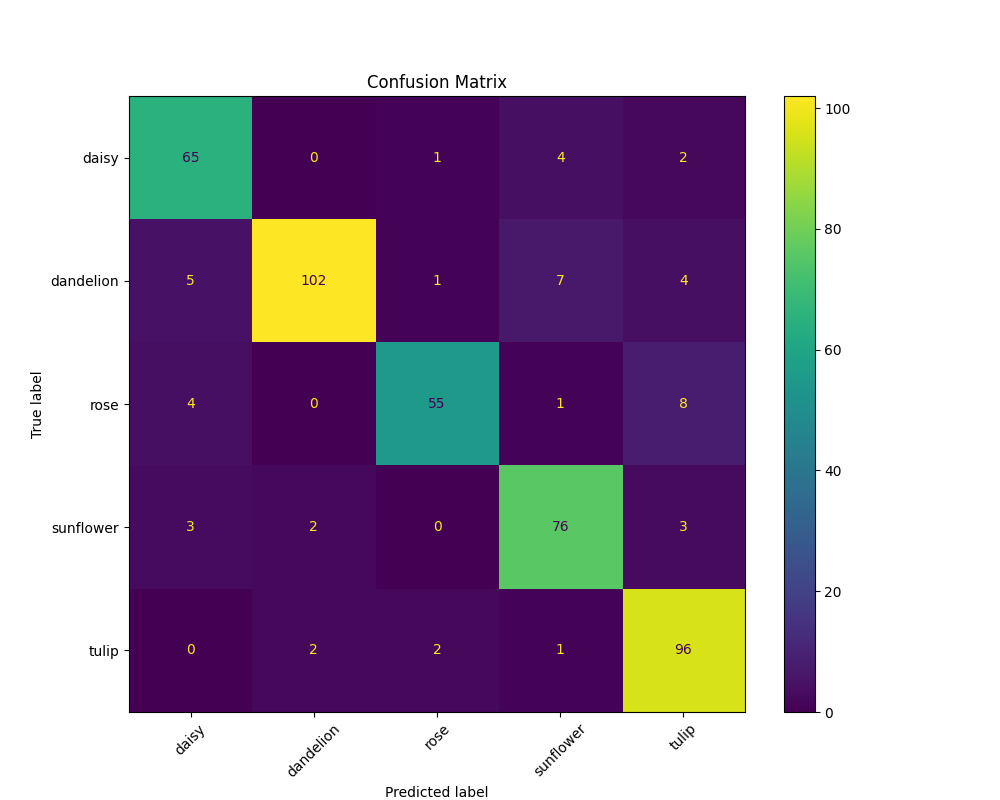 Confusion Matrix
daisy 65 0 1 4 2
dandelion 5 102 1 7 4
rose 4 0 55 1 8
sunflower 3 2 0 76 3
tulip 0 2 2 1 96
True label
daisy dandelion rose sunflower tulip
Predicted label
100
80
60
40
20
0